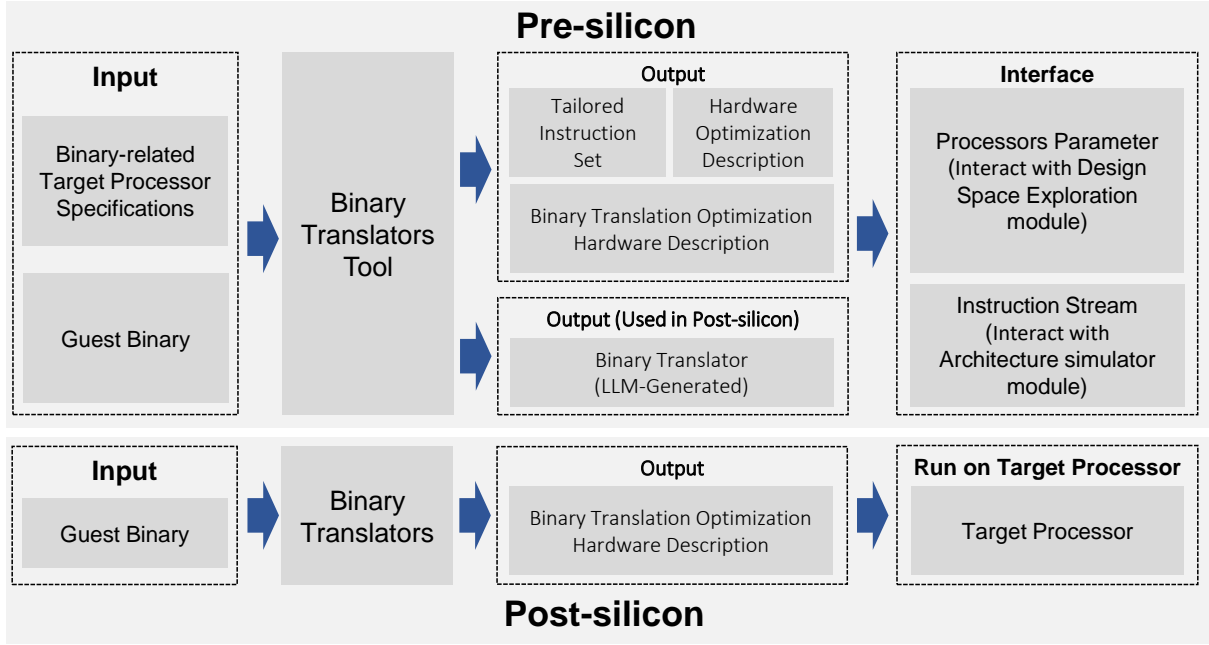 Pre-silicon
Input
Binary-related
Target Processor
Specifications
Guest Binary
Binary
Translators
Tool
Output
Tailored
Instruction
Set
Hardware
Optimization
Description
Binary Translation Optimization
Hardware Description
Output (Used in Post-silicon)
Binary Translator
(LLM-Generated)
Interface
Processors Parameter
(Interact with Design
Space Exploration
module)
Instruction Stream
(Interact with
Architecture simulator
module)
Input
Guest Binary
Binary
Translators
Output
Binary Translation Optimization
Hardware Description
Run on Target Processor
Target Processor
Post-silicon